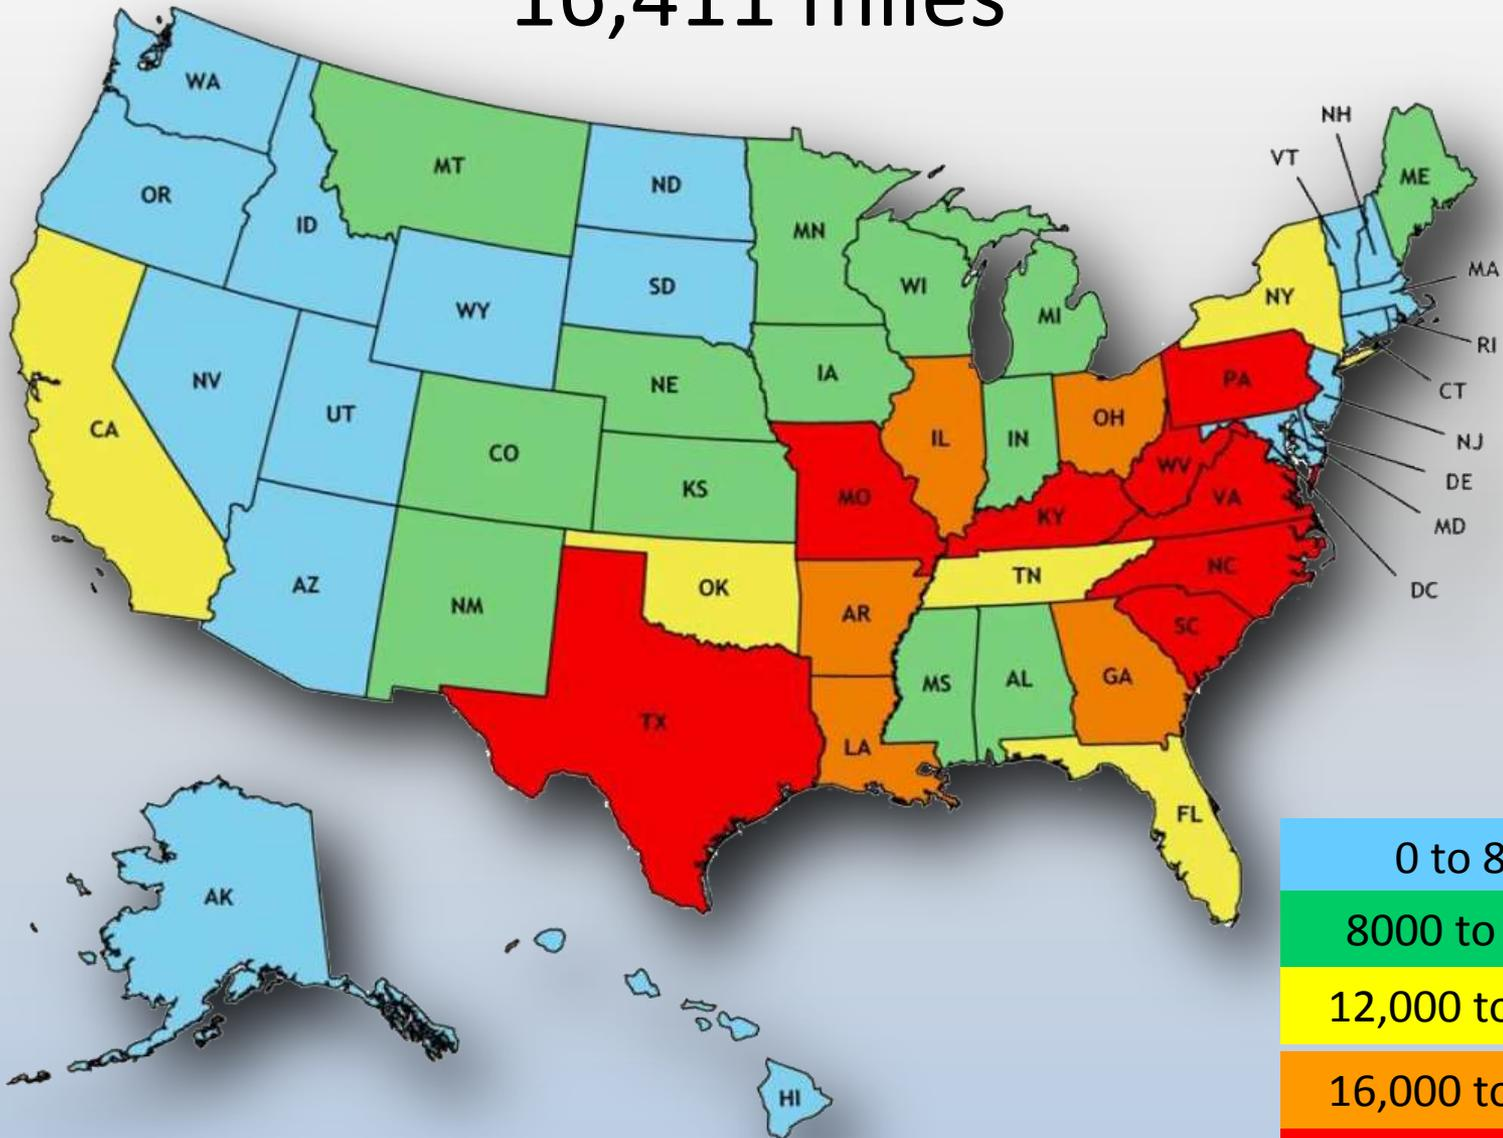 16,411 miles
WA
OR
ID
MT
ND
SD
WY
MN
WI
MI
IA
NE
NV
UT
CO
KS
CA
AZ
NM
OK
TX
MO
IL
IN
OH
KY
WV
VA
PA
NY
VT
NH
ME
MA
RI
CT
NJ
DE
MD
DC
NC
SC
TN
AR
LA
MS
AL
GA
FL
AK
HI
0 to 8
8000 to
12,000 to
16,000 to